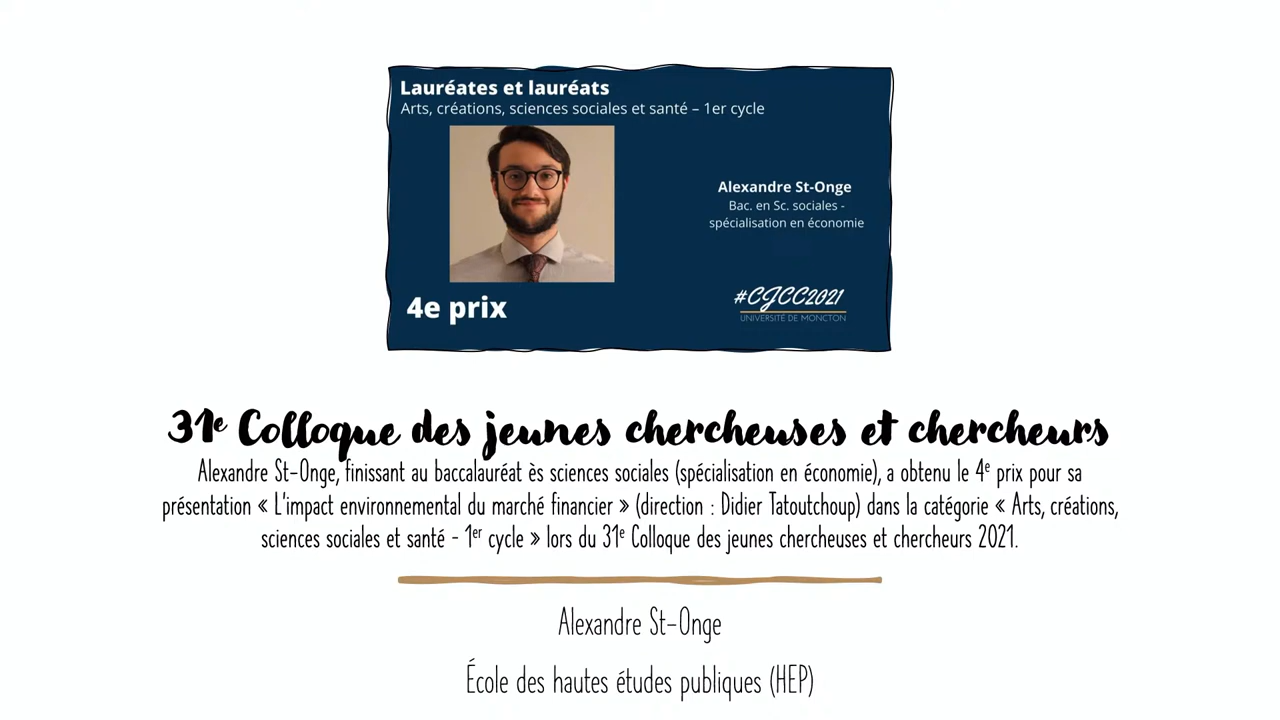 Lauréates et lauréats
Arts, créations, sciences sociales et santé – 1er cycle
Alexandre St-Onge
Bac. en Sc. sociales -
spécialisation en économie
4e prix
#CJCC2021
UNIVERSITÉ DE MONCTON
31e Colloque des jeunes chercheuses et chercheurs
Alexandre St-Onge, finissant au baccalauréat ès sciences sociales (spécialisation en économie), a obtenu le 4e prix pour sa
présentation « L'impact environnemental du marché financier » (direction : Didier Tatoutchoup) dans la catégorie « Arts, créations,
sciences sociales et santé - 1er cycle » lors du 31e Colloque des jeunes chercheuses et chercheurs 2021.
Alexandre St-Onge
École des hautes études publiques (HEP)